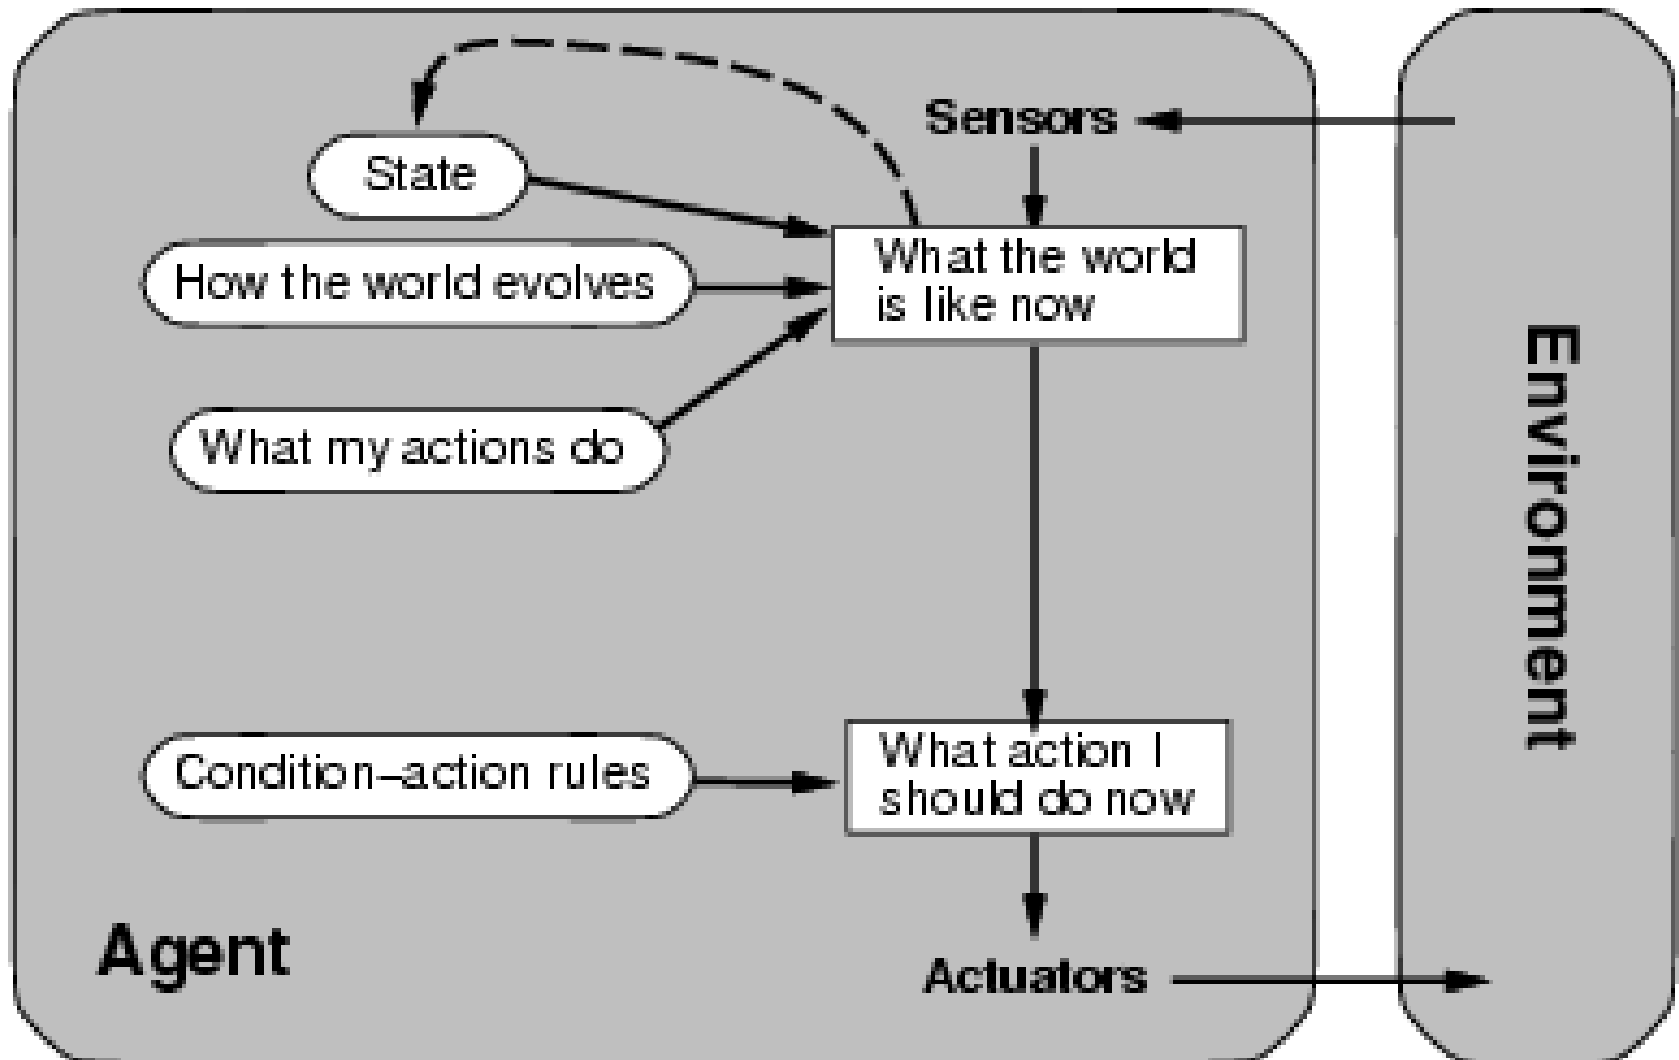 Sensors
State
What the world
is like now
How the world evolves
What my actions do
Condition–action rules
What action I
should do now
Agent
Actuators
Environment